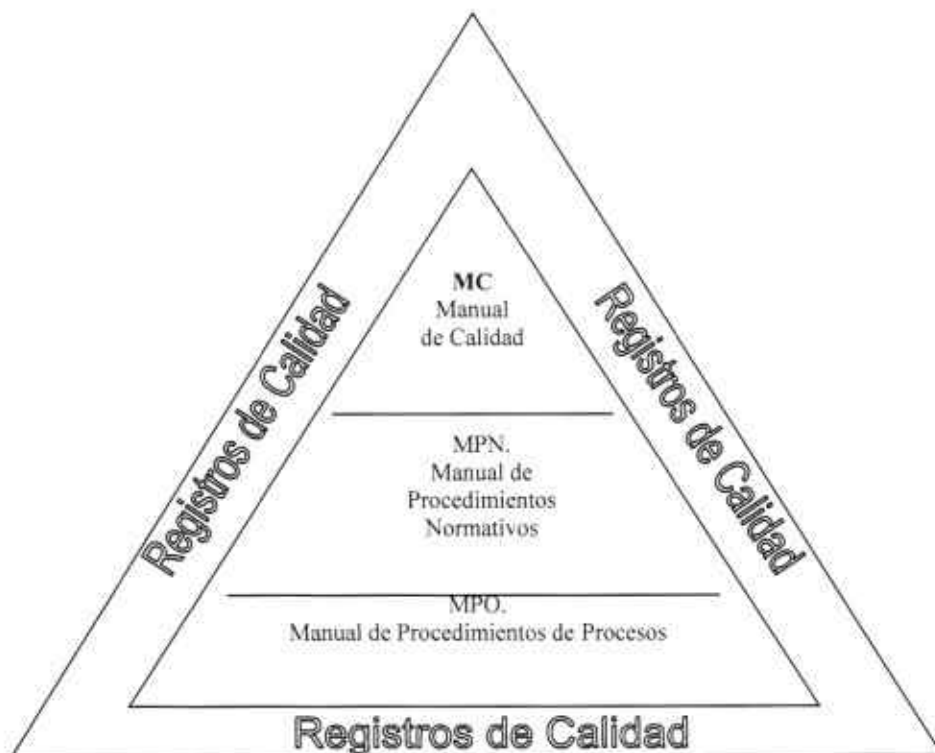 MC
Manual
de Calidad
Registros de Calidad
Registros de Calidad
MPN.
Manual de
Procedimientos
Normativos
MPO.
Manual de Procedimientos de Procesos
Registros de Calidad